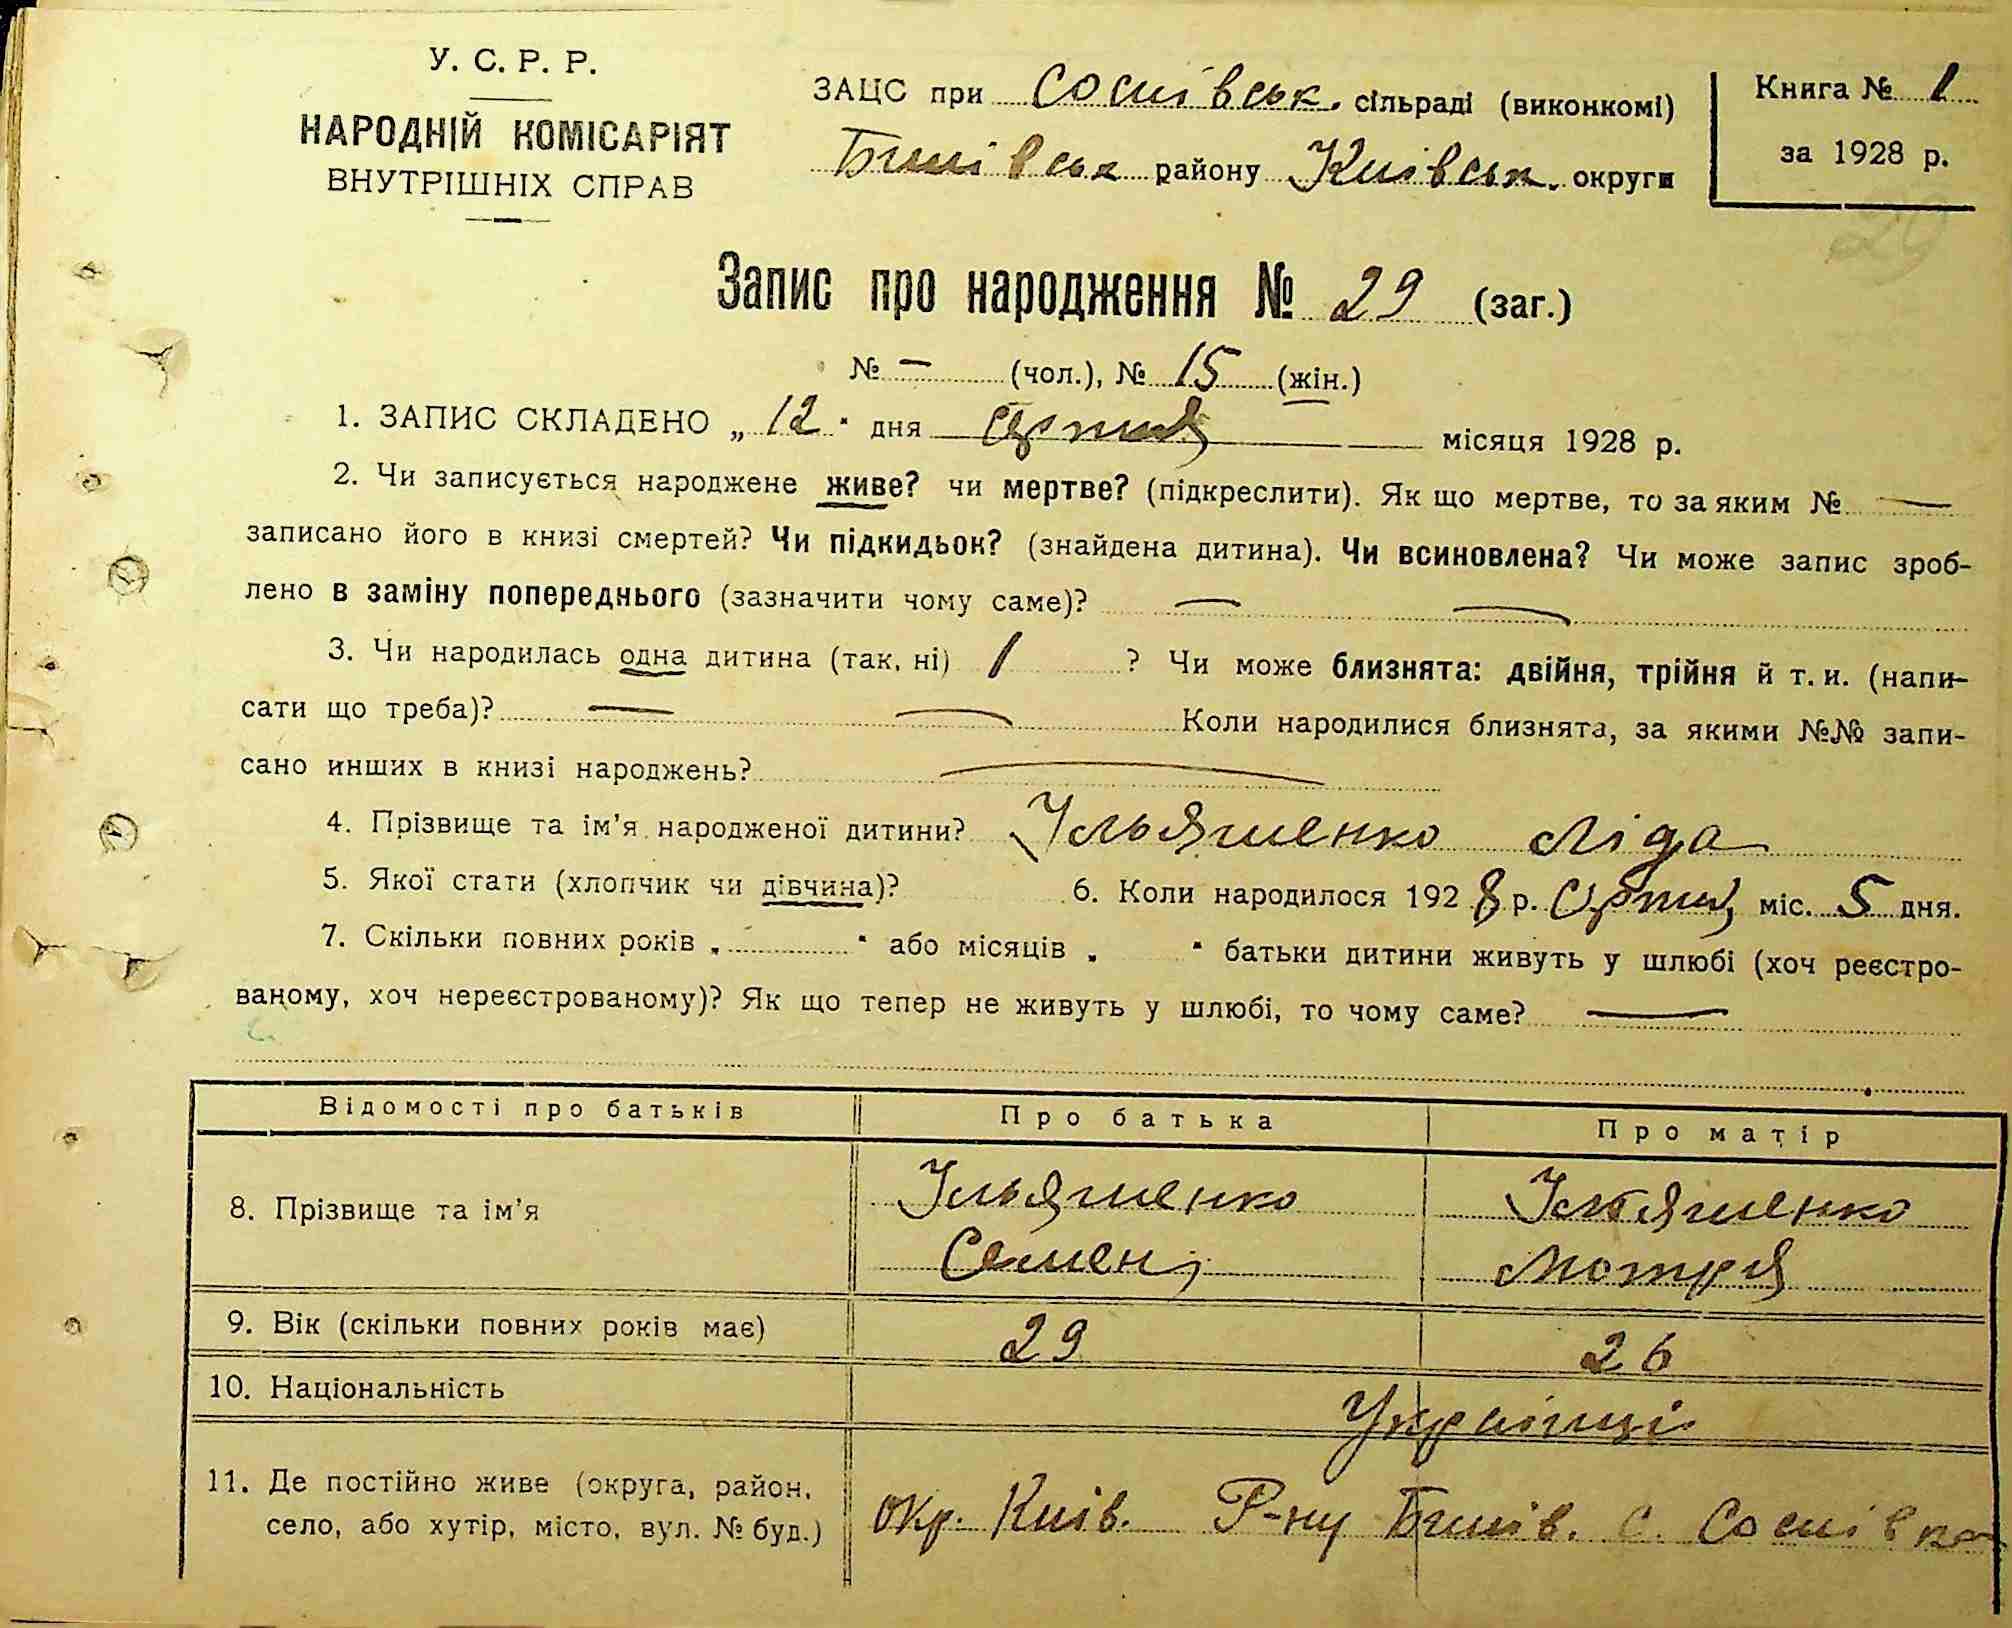 У. С. Р. Р.
НАРОДНІЙ КОМІСАРІЯТ
ВНУТРІШНІХ СПРАВ
ЗАЦС при Соснівськ. сільраді (виконкомі)
Бишівськ району Київськ. округи
Книга № 1
за 1928 р.
29
Запис про народження № 29 (заг.)
№ — (чол.), № 15 (жін.)
1. ЗАПИС СКЛАДЕНО „ 12 " дня серпня місяця 1928 р.
2. Чи записується народжене живе? чи мертве? (підкреслити). Як що мертве, то за яким № —
записано його в книзі смертей? Чи підкидьок? (знайдена дитина). Чи всиновлена? Чи може запис зроб-
лено в заміну попереднього (зазначити чому саме)? — —
3. Чи народилась одна дитина (так, ні) 1 ? Чи може близнята: двійня, трійня й т. и. (напи-
сати що треба)? — — Коли народилися близнята, за якими №№ запи-
сано инших в книзі народжень? —
4. Прізвище та ім'я народженої дитини? Ільяшенко Ліда
5. Якої стати (хлопчик чи дівчина)? 6. Коли народилося 1928 р. Серпня міс. 5 дня.
7. Скільки повних років „ " або місяців „ " батьки дитини живуть у шлюбі (хоч реєстро-
ваному, хоч нереєстрованому)? Як що тепер не живуть у шлюбі, то чому саме? —
Відомості про батьків Про батька Про матір
8. Прізвище та ім'я Ільяшенко Семен Ільяшенко Мотря
9. Вік (скільки повних років має) 29 26
10. Національність Українці
11. Де постійно живе (округа, район,
село, або хутір, місто, вул. № буд.) окр. Київ. Р-ну Бишів. с. Соснівка